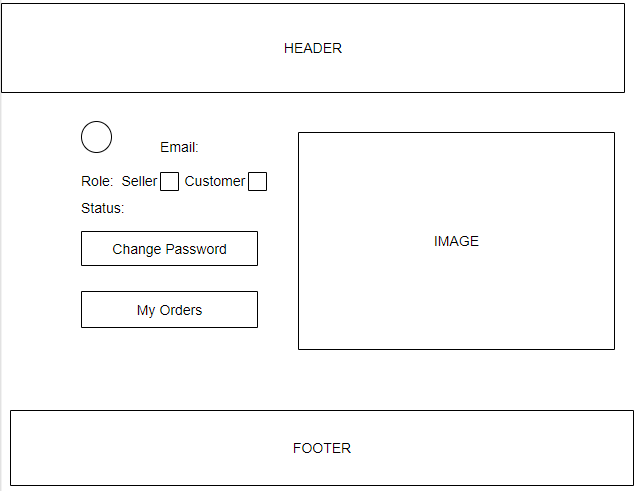 HEADER
Email:
Role: Seller Customer
Status:
Change Password
My Orders
IMAGE
FOOTER